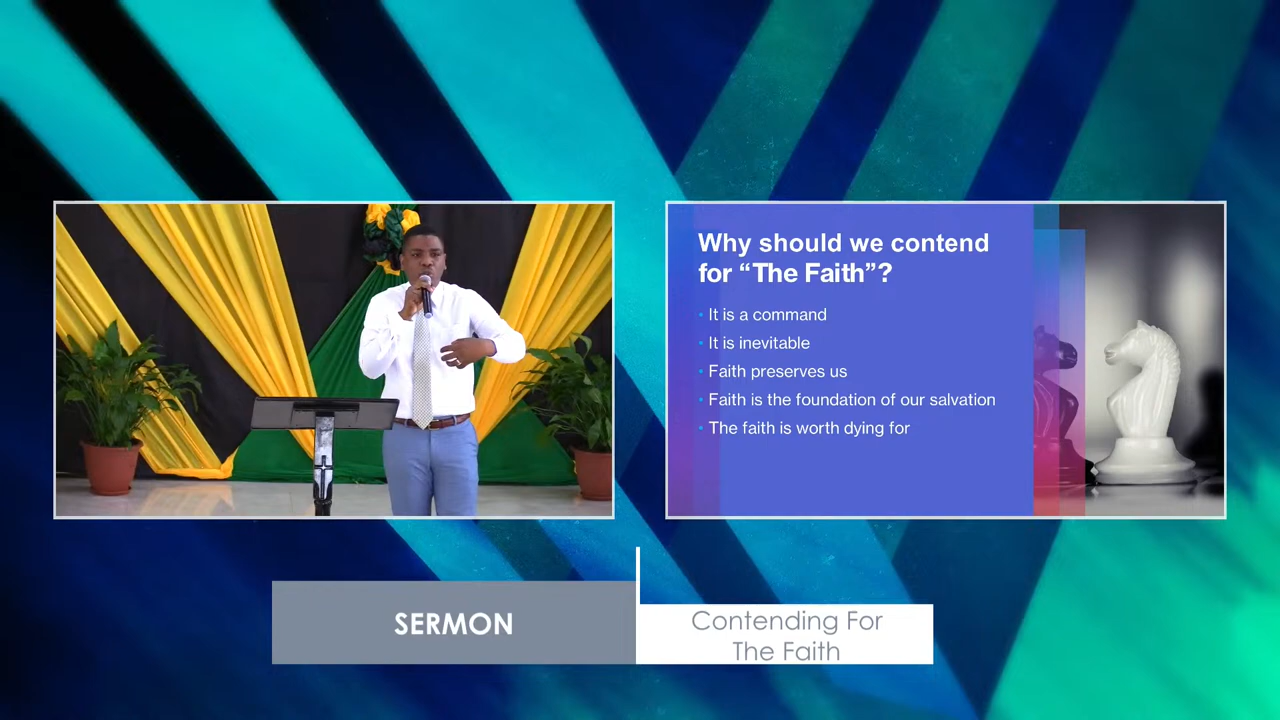 Why should we contend
for “The Faith”?
• It is a command
• It is inevitable
• Faith preserves us
• Faith is the foundation of our salvation
• The faith is worth dying for
SERMON
Contending For
The Faith